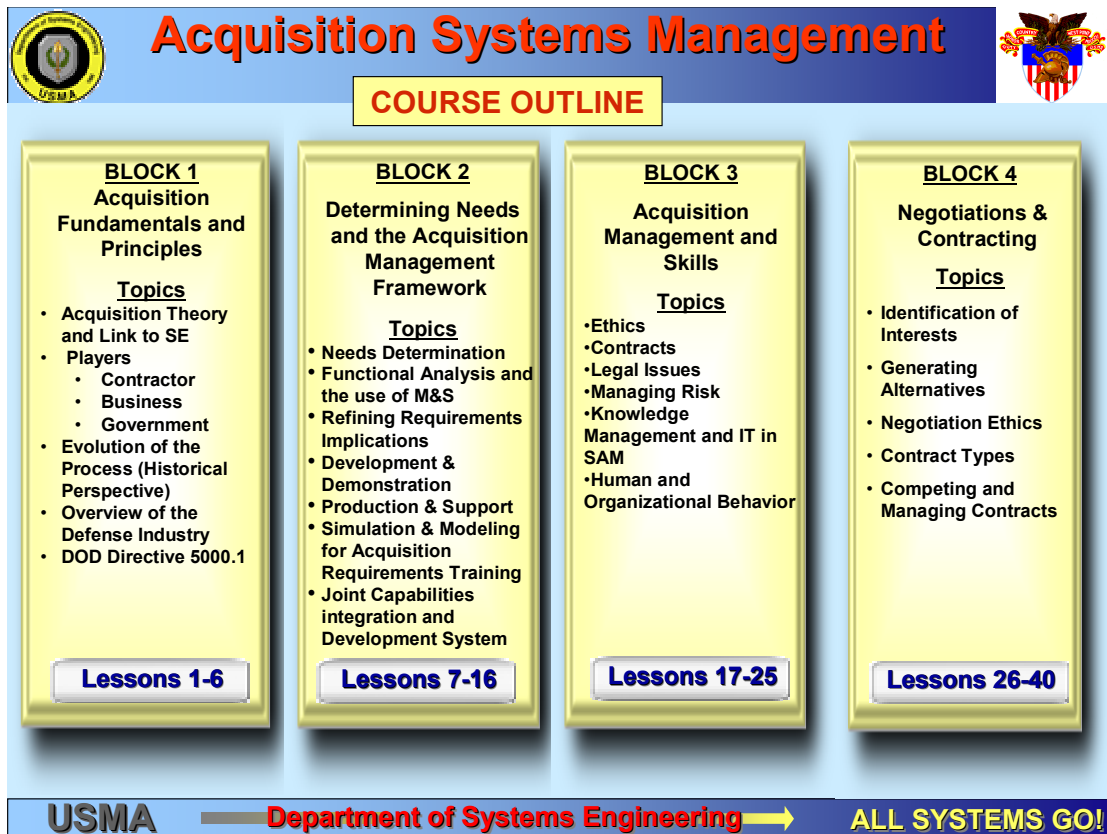 Acquisition Systems Management
USMA
COURSE OUTLINE
BLOCK 1
Acquisition
Fundamentals and
Principles
Topics
• Acquisition Theory
and Link to SE
• Players
• Contractor
• Business
• Government
• Evolution of the
Process (Historical
Perspective)
• Overview of the
Defense Industry
• DOD Directive 5000.1
Lessons 1-6
BLOCK 2
Determining Needs
and the Acquisition
Management
Framework
Topics
• Needs Determination
• Functional Analysis and
the use of M&S
• Refining Requirements
Implications
• Development &
Demonstration
• Production & Support
• Simulation & Modeling
for Acquisition
Requirements Training
• Joint Capabilities
integration and
Development System
Lessons 7-16
BLOCK 3
Acquisition
Management and
Skills
Topics
•Ethics
•Contracts
•Legal Issues
•Managing Risk
•Knowledge
Management and IT in
SAM
•Human and
Organizational Behavior
Lessons 17-25
BLOCK 4
Negotiations &
Contracting
Topics
• Identification of
Interests
• Generating
Alternatives
• Negotiation Ethics
• Contract Types
• Competing and
Managing Contracts
Lessons 26-40
USMA
Department of Systems Engineering
ALL SYSTEMS GO!